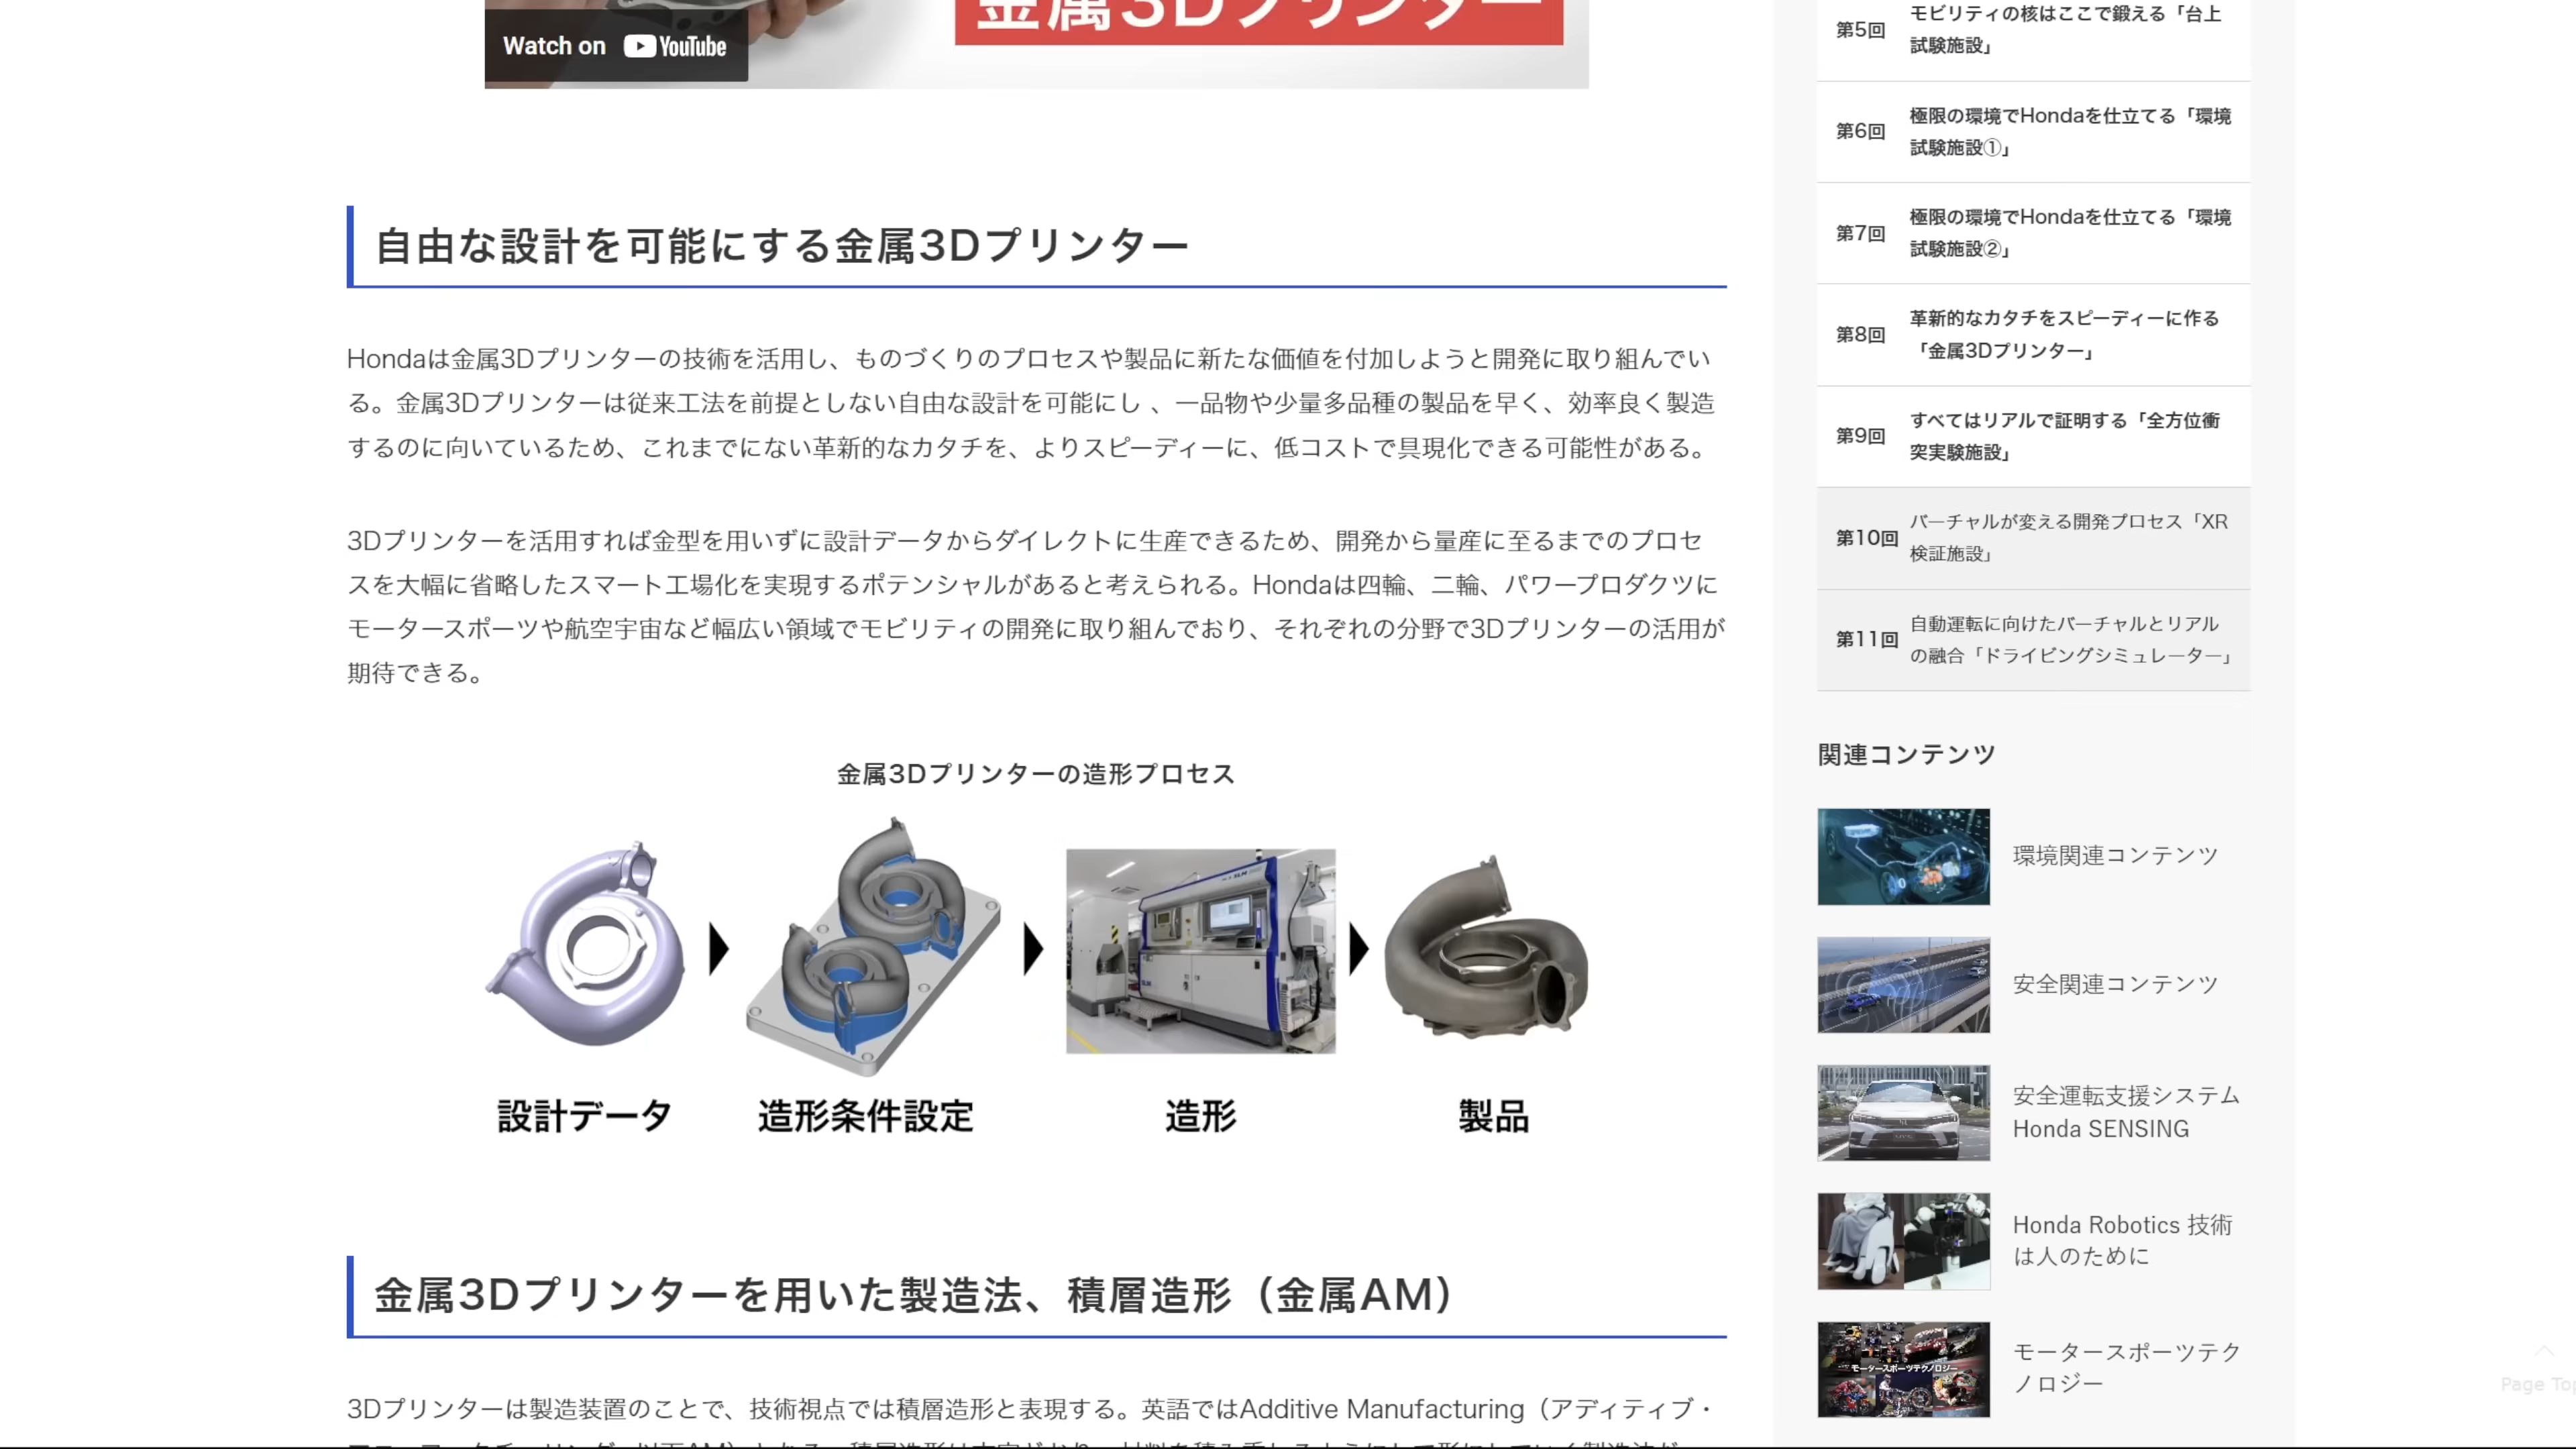 金属3Dプリンター
Watch on YouTube
自由な設計を可能にする金属3Dプリンター
Hondaは金属3Dプリンターの技術を活用し、ものづくりのプロセスや製品に新たな価値を付加しようと開発に取り組んでい
る。金属3Dプリンターは従来工法を前提としない自由な設計を可能にし 、一品物や少量多品種の製品を早く、効率良く製造
するのに向いているため、これまでにない革新的なカタチを、よりスピーディーに、低コストで具現化できる可能性がある。
3Dプリンターを活用すれば金型を用いずに設計データからダイレクトに生産できるため、開発から量産に至るまでのプロセ
スを大幅に省略したスマート工場化を実現するポテンシャルがあると考えられる。Hondaは四輪、二輪、パワープロダクツに
モータースポーツや航空宇宙など幅広い領域でモビリティの開発に取り組んでおり、それぞれの分野で3Dプリンターの活用が
期待できる。
金属3Dプリンターの造形プロセス
設計データ
造形条件設定
造形
製品
金属3Dプリンターを用いた製造法、積層造形（金属AM）
3Dプリンターは製造装置のことで、技術視点では積層造形と表現する。英語ではAdditive Manufacturing（アディティブ・
第5回
モビリティの核はここで鍛える「台上
試験施設」
第6回
極限の環境でHondaを仕立てる「環境
試験施設①」
第7回
極限の環境でHondaを仕立てる「環境
試験施設②」
第8回
革新的なカタチをスピーディーに作る
「金属3Dプリンター」
第9回
すべてはリアルで証明する「全方位衝
突実験施設」
第10回
バーチャルが変える開発プロセス「XR
検証施設」
第11回
自動運転に向けたバーチャルとリアル
の融合「ドライビングシミュレーター」
関連コンテンツ
環境関連コンテンツ
安全関連コンテンツ
安全運転支援システム
Honda SENSING
Honda Robotics 技術
は人のために
モータースポーツテクノロジー
モータースポーツテク
ノロジー
Page Top